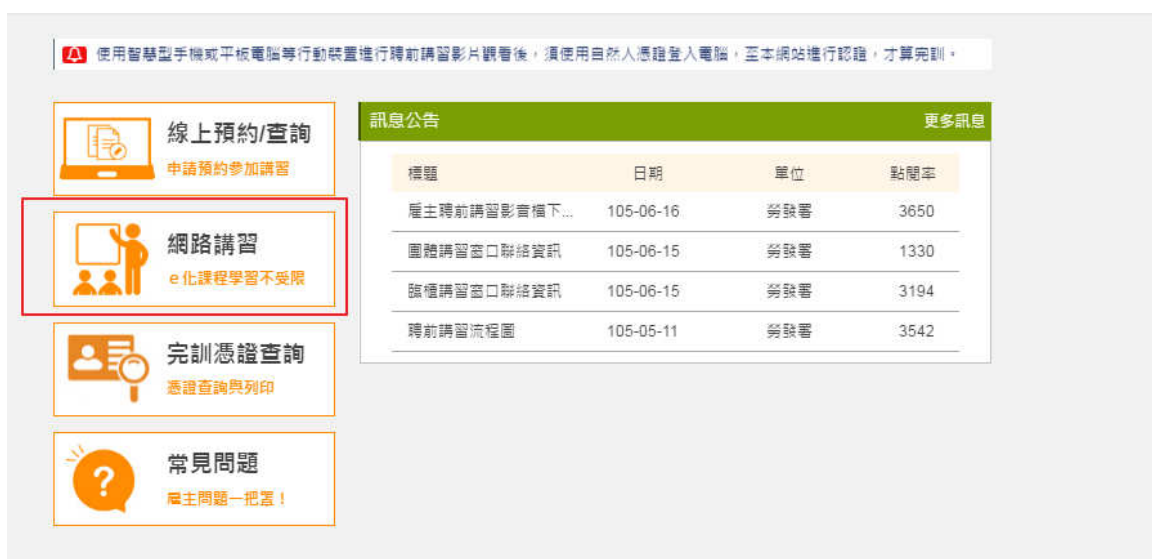 使用智慧型手機或平板電腦等行動裝置進行聘前講習影片觀看後，須使用自然人憑證登入電腦，至本網站進行認證，才算完訓。
線上預約/查詢
申請預約參加講習
網路講習
e化課程學習不受限
完訓憑證查詢
憑證查詢與列印
常見問題
雇主問題一把罩！
訊息公告 更多訊息
標題 日期 單位 點閱率
雇主聘前講習影音檔下... 105-06-16 勞發署 3650
團體講習窗口聯絡資訊 105-06-15 勞發署 1330
臨櫃講習窗口聯絡資訊 105-06-15 勞發署 3194
聘前講習流程圖 105-05-11 勞發署 3542